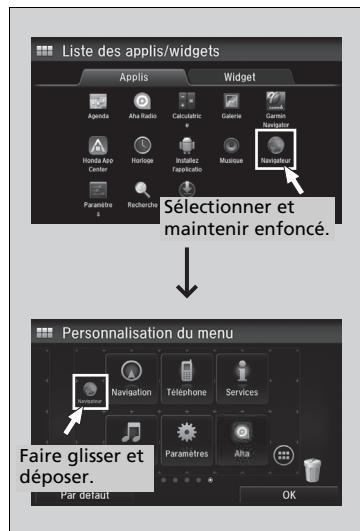 Liste des applis/widgets
Applis Widget
Agenda Aha Radio Calculatric Galerie Garmin
e Navigator
Honda App Horloge Installez Musique Navigateur
Center l'applicatio
Paramètre Recherche
s
Sélectionner et
maintenir enfoncé.
Personnalisation du menu
Navigateur Navigation Téléphone Services
Paramètres Aha
Faire glisser et
déposer.
Par défaut OK